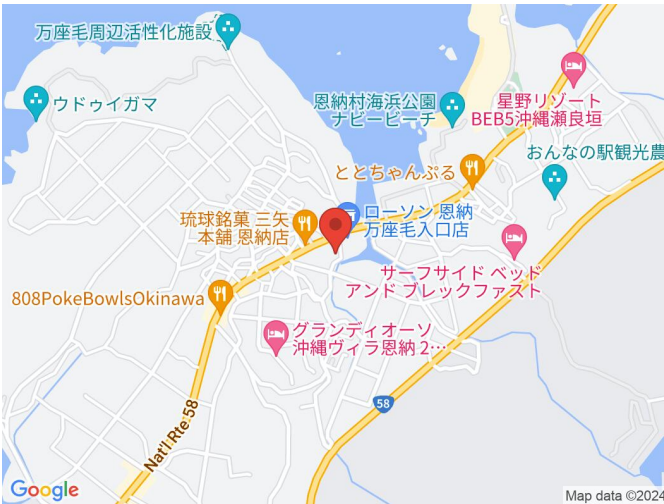 万座毛周辺活性化施設
ウドゥイガマ
恩納村海浜公園
ナビービーチ
星野リゾート
BEB5沖縄瀬良垣
ととちゃんぷる
おんなの駅観光農
琉球銘菓 三矢
本舗 恩納店
ローソン 恩納
万座毛入口店
サーフサイド ベッド
アンド ブレックファスト
808PokeBowlsOkinawa
グランディオーソ
沖縄ヴィラ恩納 2…
58
Nat'l Rte 58
Google
Map data ©2024